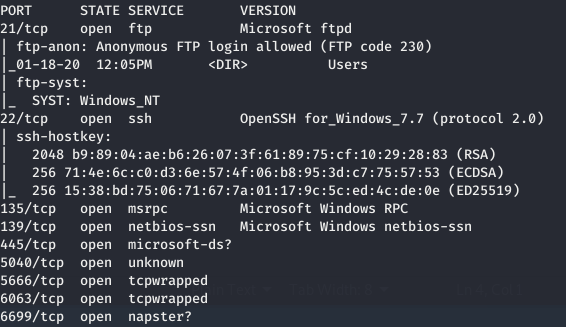 PORT     STATE SERVICE       VERSION
21/tcp   open  ftp           Microsoft ftpd
| ftp-anon: Anonymous FTP login allowed (FTP code 230)
|_01-18-20  12:05PM       <DIR>          Users
| ftp-syst:
|_  SYST: Windows_NT
22/tcp   open  ssh           OpenSSH for_Windows_7.7 (protocol 2.0)
| ssh-hostkey:
|   2048 b9:89:04:ae:b6:26:07:3f:61:89:75:cf:10:29:28:83 (RSA)
|   256 71:4e:6c:c0:d3:6e:57:4f:06:b8:95:3d:c7:75:57:53 (ECDSA)
|_  256 15:38:bd:75:06:71:67:7a:01:17:9c:5c:ed:4c:de:0e (ED25519)
135/tcp  open  msrpc         Microsoft Windows RPC
139/tcp  open  netbios-ssn   Microsoft Windows netbios-ssn
445/tcp  open  microsoft-ds?
5040/tcp open  unknown
5666/tcp open  tcpwrapped
6063/tcp open  tcpwrapped
6699/tcp open  napster?